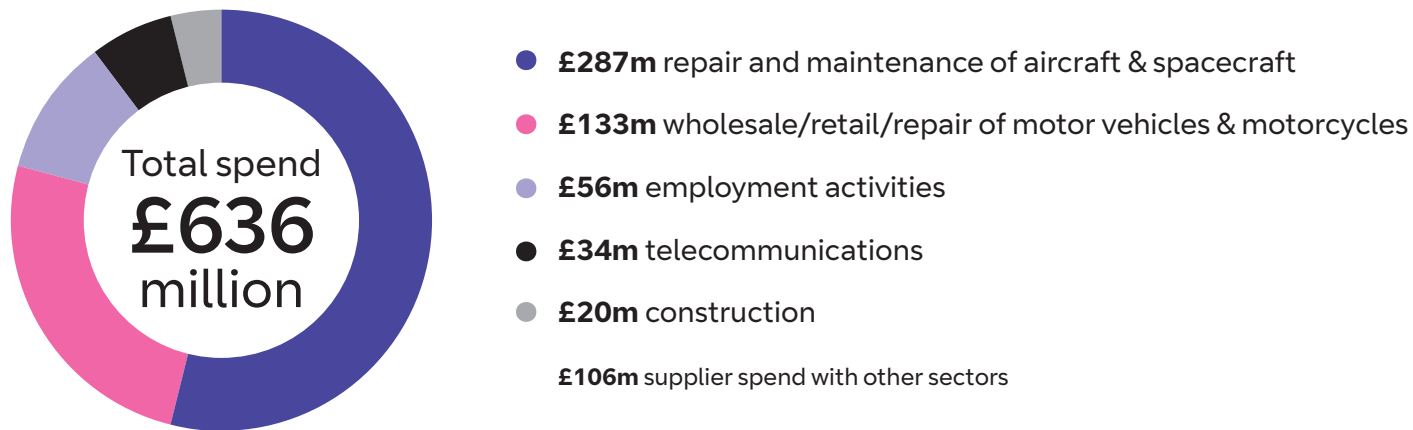 Total spend
£636
million
£287m repair and maintenance of aircraft & spacecraft
£133m wholesale/retail/repair of motor vehicles & motorcycles
£56m employment activities
£34m telecommunications
£20m construction
£106m supplier spend with other sectors